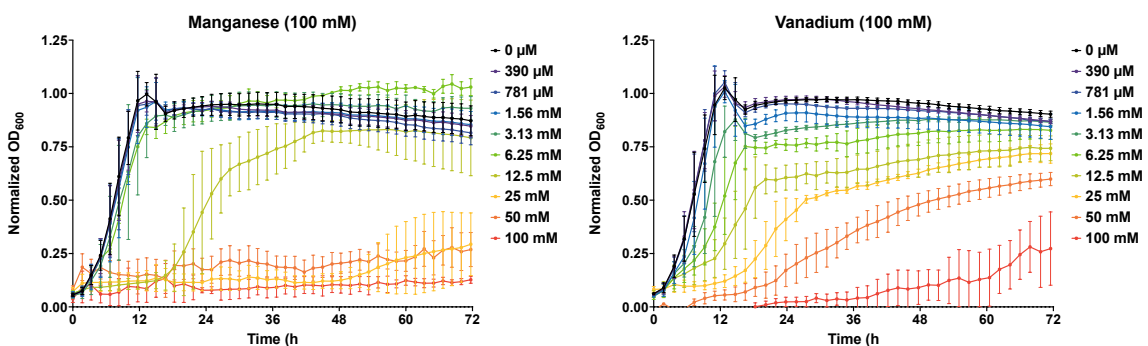 Manganese (100 mM)
Normalized OD600
1.25
1.00
0.75
0.50
0.25
0.00
0 12 24 36 48 60 72
Time (h
0 µM
390 µM
781 µM
1.56 mM
3.13 mM
6.25 mM
12.5 mM
25 mM
50 mM
100 mM
Vanadium (100 mM)
Normalized OD600
1.25
1.00
0.75
0.50
0.25
0.00
0 12 24 36 48 60 72
Time (h
0 µM
390 µM
781 µM
1.56 mM
3.13 mM
6.25 mM
12.5 mM
25 mM
50 mM
100 mM